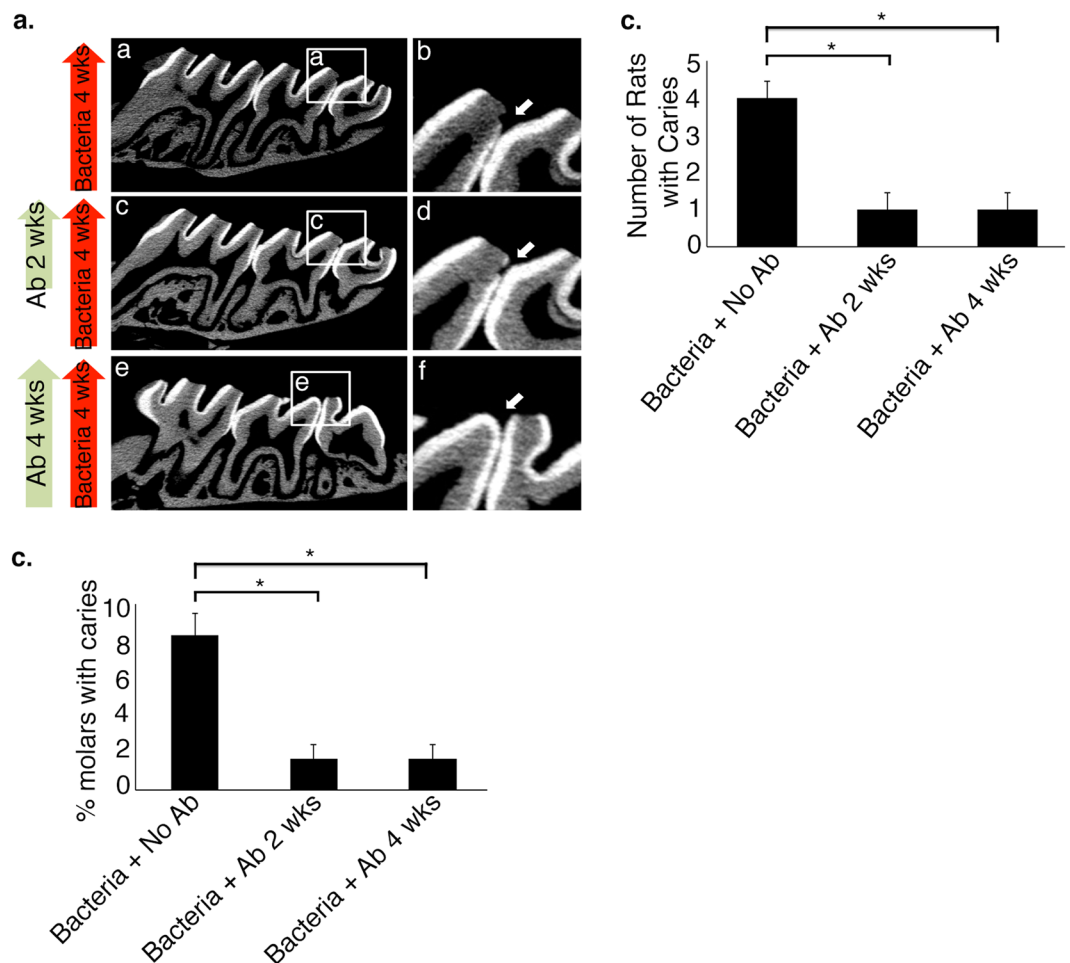 a.
Bacteria 4 wks
a
a
b
Ab 2 wks
Bacteria 4 wks
c
c
d
Ab 4 wks
Bacteria 4 wks
e
e
f
c.
*
*
Number of Rats
with Caries
5
4
3
2
1
0
Bacteria + No Ab
Bacteria + Ab 2 wks
Bacteria + Ab 4 wks
c.
*
*
% molars with caries
10
8
6
4
2
0
Bacteria + No Ab
Bacteria + Ab 2 wks
Bacteria + Ab 4 wks